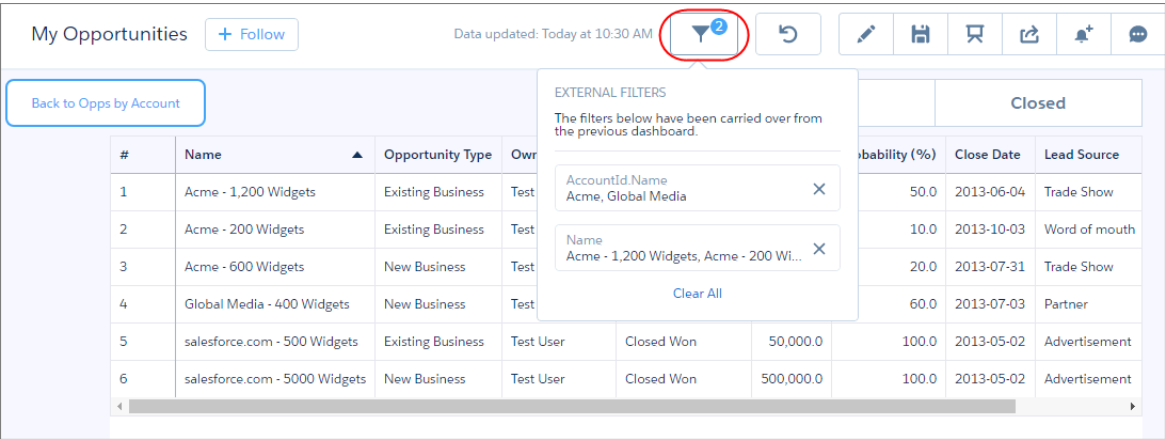 My Opportunities
+ Follow
Data updated: Today at 10:30 AM
2
Back to Opps by Account
EXTERNAL FILTERS
The filters below have been carried over from
the previous dashboard.
AccountId.Name
Acme, Global Media
Name
Acme - 1,200 Widgets, Acme - 200 Wi...
Clear All
Closed
# Name Opportunity Type Own bability (%) Close Date Lead Source
1 Acme - 1,200 Widgets Existing Business Test 50.0 2013-06-04 Trade Show
2 Acme - 200 Widgets Existing Business Test 10.0 2013-10-03 Word of mouth
3 Acme - 600 Widgets New Business Test 20.0 2013-07-31 Trade Show
4 Global Media - 400 Widgets New Business Test 60.0 2013-07-03 Partner
5 salesforce.com - 500 Widgets Existing Business Test User Closed Won 50,000.0 100.0 2013-05-02 Advertisement
6 salesforce.com - 5000 Widgets New Business Test User Closed Won 500,000.0 100.0 2013-05-02 Advertisement